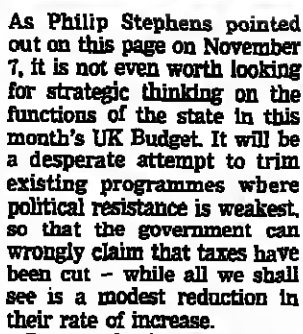 As Philip Stephens pointed
out on this page on November
7, it is not even worth looking
for strategic thinking on the
functions of the state in this
month's UK Budget. It will be
a desperate attempt to trim
existing programmes where
political resistance is weakest,
so that the government can
wrongly claim that taxes have
been cut – while all we shall
see is a modest reduction in
their rate of increase.